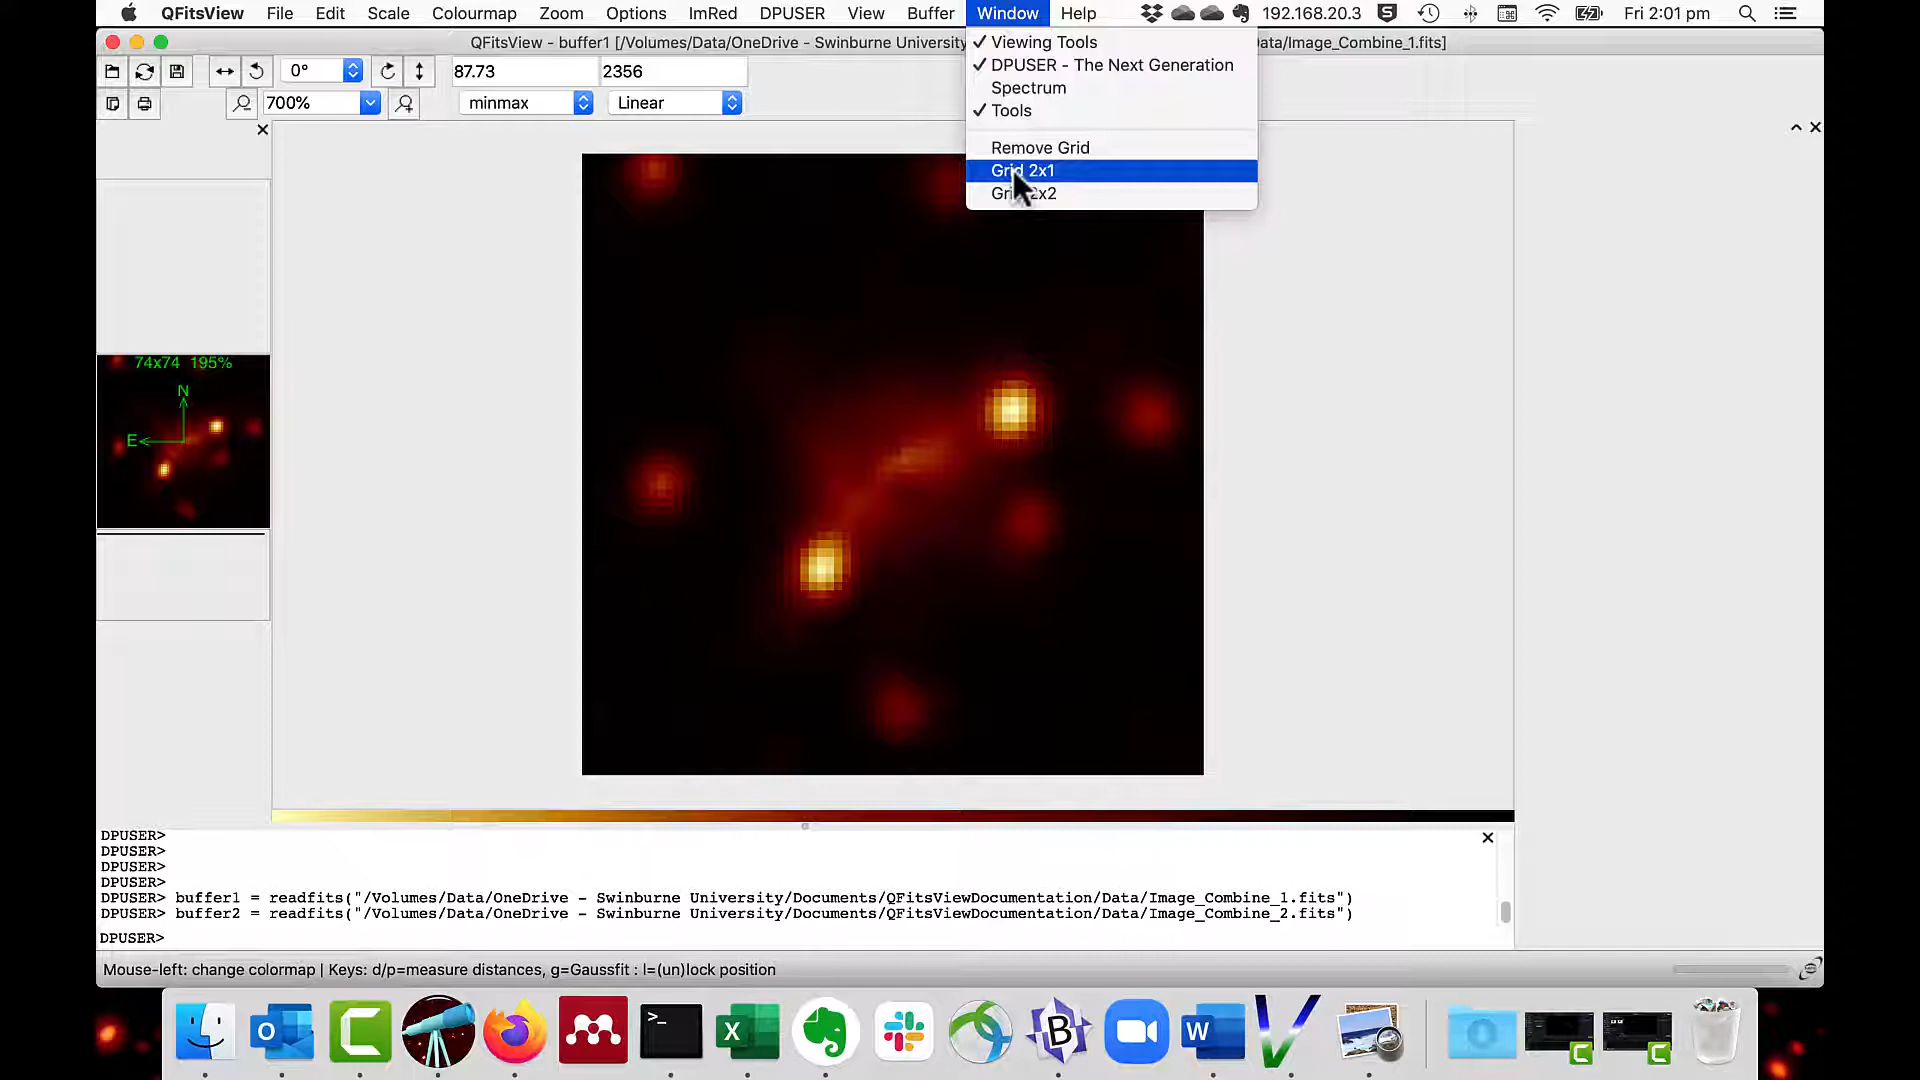 QFitsView File Edit Scale Colourmap Zoom Options ImRed DPUSER View Buffer Window Help 192.168.20.3 Fri 2:01 pm
QFitsView - buffer1 [/Volumes/Data/OneDrive - Swinburne University
ata/Image_Combine_1.fits]
✓ Viewing Tools
✓ DPUSER - The Next Generation
Spectrum
✓ Tools
Remove Grid
Grid 2x1
0° 87.73 2356
700% minmax Linear
74x74 195%
N
E
DPUSER>
DPUSER>
DPUSER>
DPUSER>
DPUSER> buffer1 = readfits("/Volumes/Data/OneDrive - Swinburne University/Documents/QFitsViewDocumentation/Data/Image_Combine_1.fits")
DPUSER> buffer2 = readfits("/Volumes/Data/OneDrive - Swinburne University/Documents/QFitsViewDocumentation/Data/Image_Combine_2.fits")
DPUSER>
Mouse-left: change colormap | Keys: d/p=measure distances, g=Gaussfit : l=(un)lock position